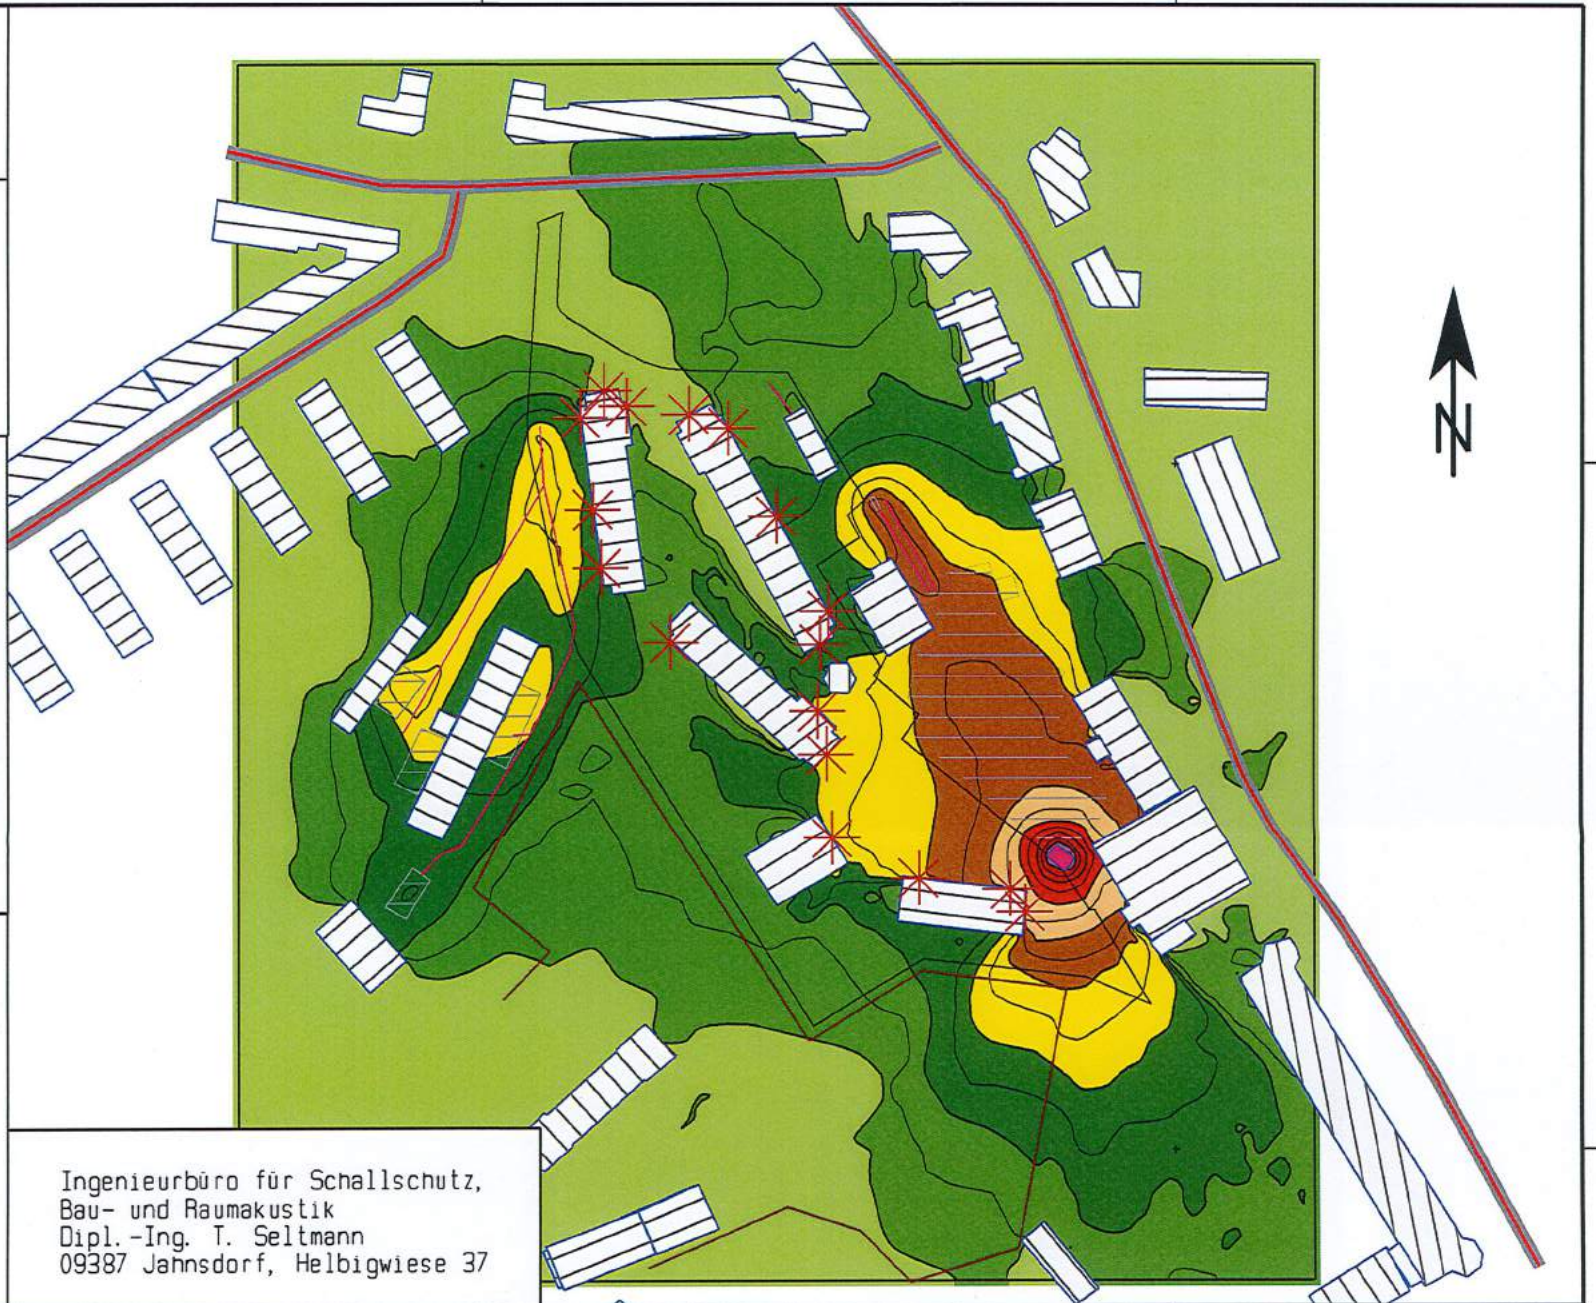 N
Ingenieurbüro für Schallschutz,
Bau- und Raumakustik
Dipl.-Ing. T. Seltmann
09387 Jahnsdorf, Helbigwiese 37